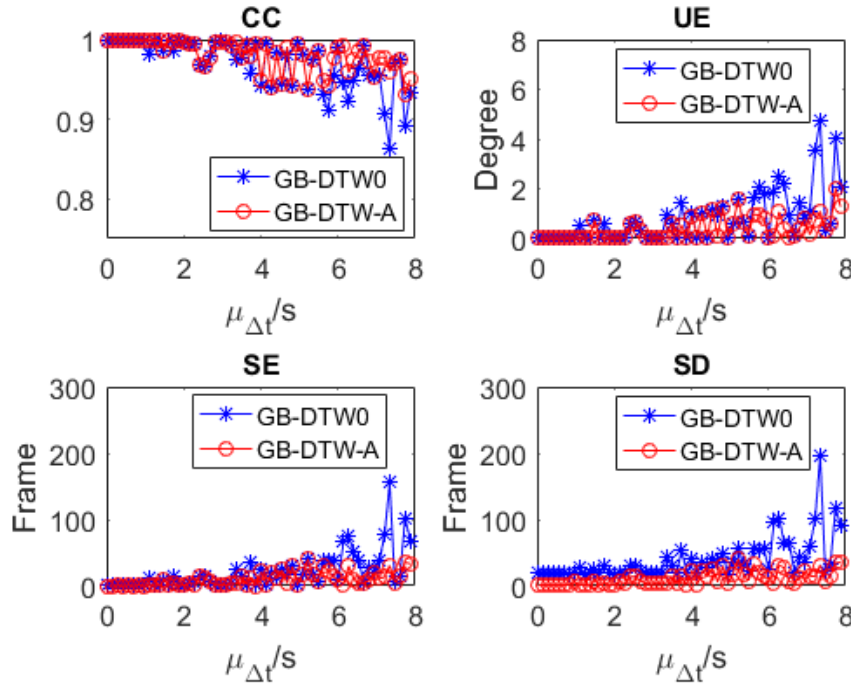 CC
1
0.9
0.8
GB-DTW0
GB-DTW-A
0 2 4 6 8
μΔt/s
UE
Degree
8
6
4
2
0
GB-DTW0
GB-DTW-A
0 2 4 6 8
μΔt/s
SE
Frame
300
200
100
0
GB-DTW0
GB-DTW-A
0 2 4 6 8
μΔt/s
SD
Frame
300
200
100
0
GB-DTW0
GB-DTW-A
0 2 4 6 8
μΔt/s